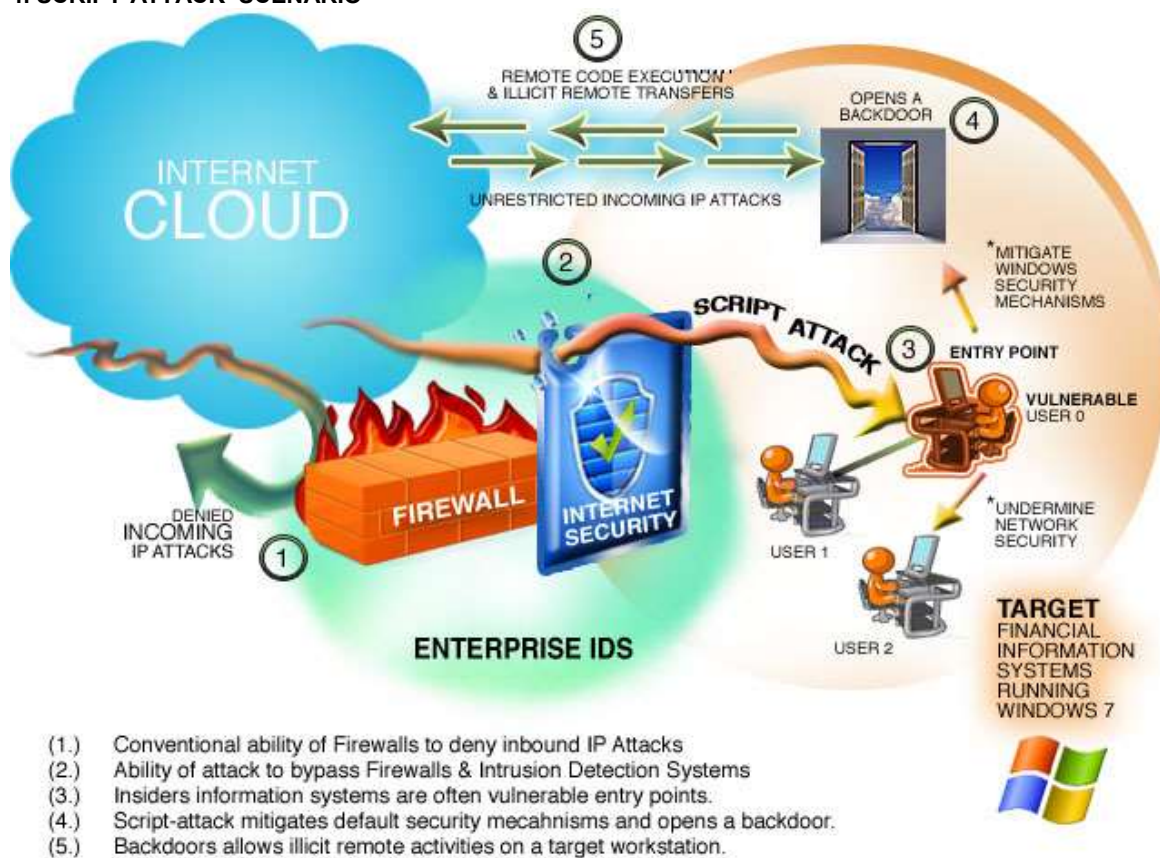 5
REMOTE CODE EXECUTION
& ILLICIT REMOTE TRANSFERS
OPENS A
BACKDOOR
4
INTERNET
CLOUD
UNRESTRICTED INCOMING IP ATTACKS
2
*MITIGATE
WINDOWS
SECURITY
MECHANISMS
SCRIPT ATTACK
3
ENTRY POINT
VULNERABLE
USER 0
FIREWALL
INTERNET
SECURITY
DENIED
INCOMING
IP ATTACKS
1
USER 1
*UNDERMINE
NETWORK
SECURITY
USER 2
ENTERPRISE IDS
TARGET
FINANCIAL
INFORMATION
SYSTEMS
RUNNING
WINDOWS 7
(1.) Conventional ability of Firewalls to deny inbound IP Attacks
(2.) Ability of attack to bypass Firewalls & Intrusion Detection Systems
(3.) Insiders information systems are often vulnerable entry points.
(4.) Script-attack mitigates default security mecahnisms and opens a backdoor.
(5.) Backdoors allows illicit remote activities on a target workstation.